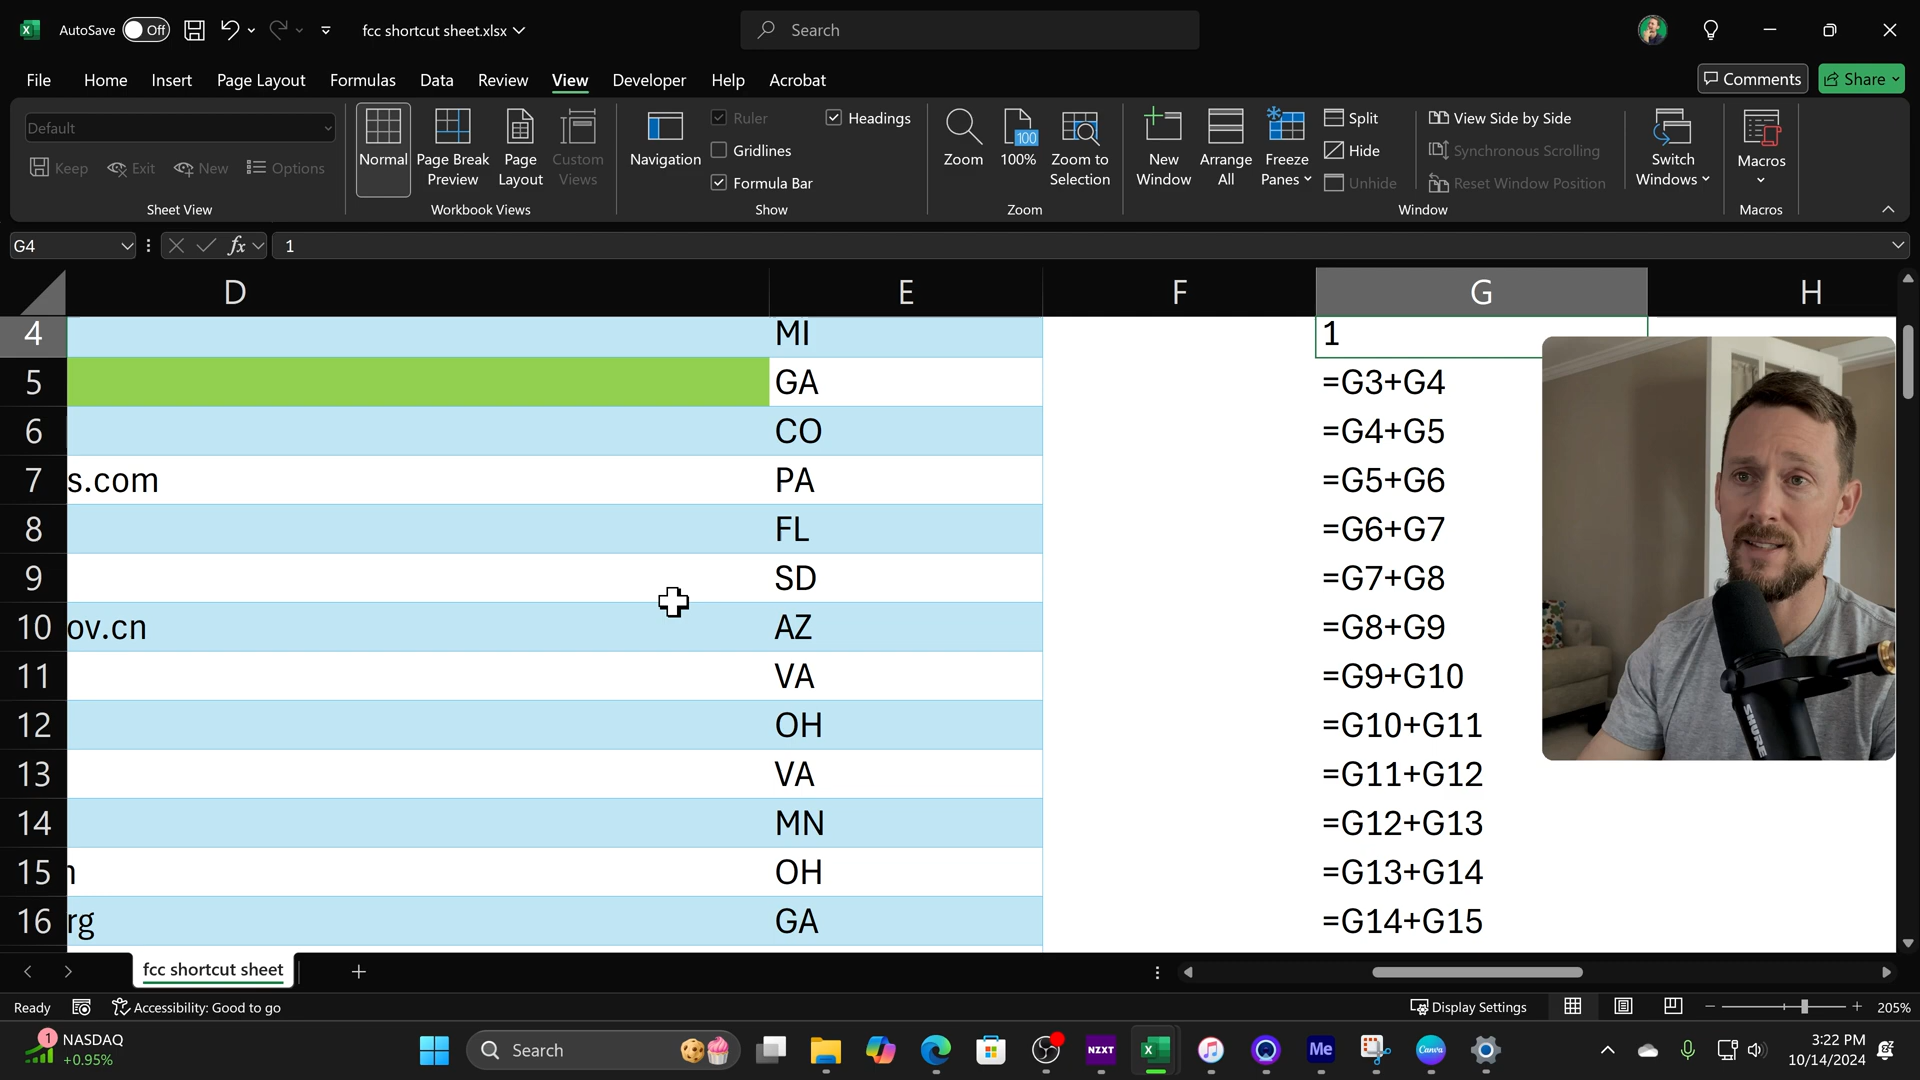 AutoSave Off fcc shortcut sheet.xlsx Search
File Home Insert Page Layout Formulas Data Review View Developer Help Acrobat Comments Share
Default
Keep Exit New Options
Sheet View
Normal Page Break Preview Page Layout Custom Views
Workbook Views
Navigation Ruler Headings
Gridlines
Formula Bar
Show
Zoom 100 100% Zoom to Selection
Zoom
New Window Arrange All Freeze Panes
Split View Side by Side
Hide Synchronous Scrolling
Unhide Reset Window Position
Switch Windows
Window
Macros
Macros
G4 fx 1
D E F G H
4 MI 1
5 GA =G3+G4
6 CO =G4+G5
7 s.com PA =G5+G6
8 FL =G6+G7
9 SD =G7+G8
10 ov.cn AZ =G8+G9
11 VA =G9+G10
12 OH =G10+G11
13 VA =G11+G12
14 MN =G12+G13
15 OH =G13+G14
16 rg GA =G14+G15
SHURE
fcc shortcut sheet
Ready Accessibility: Good to go Display Settings 205%
1 NASDAQ
+0.95%
Search
NZXT Me Canva
3:22 PM
10/14/2024